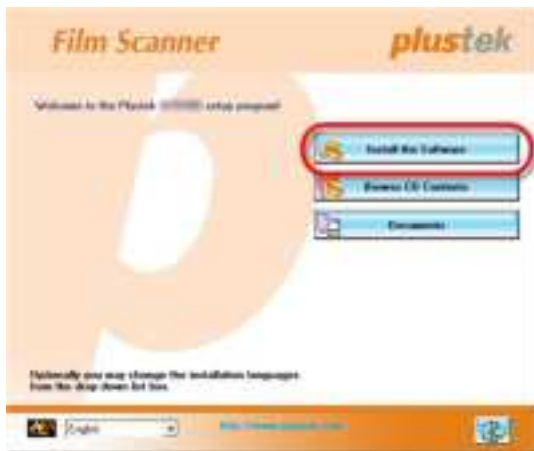 Film Scanner
plustek
Welcome to the Plustek setup program!
Install the Software
Browse CD Contents
Documents
Optionally you may change the installation languages
from the drop down list box.
English